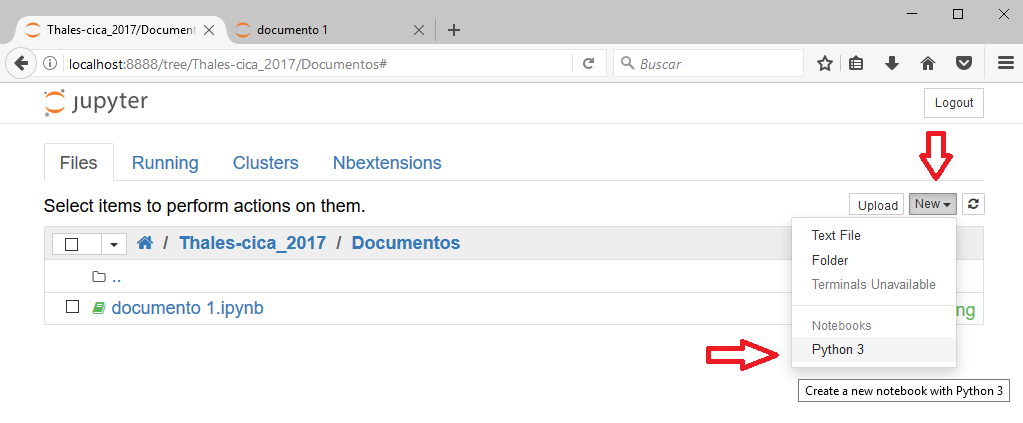 Thales-cica_2017/Document
documento 1
localhost:8888/tree/Thales-cica_2017/Documentos#
Buscar
jupyter
Logout
Files
Running
Clusters
Nbextensions
Select items to perform actions on them.
Upload
New
/ Thales-cica_2017 / Documentos
Text File
Folder
Terminals Unavailable
..
documento 1.ipynb
ng
Notebooks
Python 3
Create a new notebook with Python 3